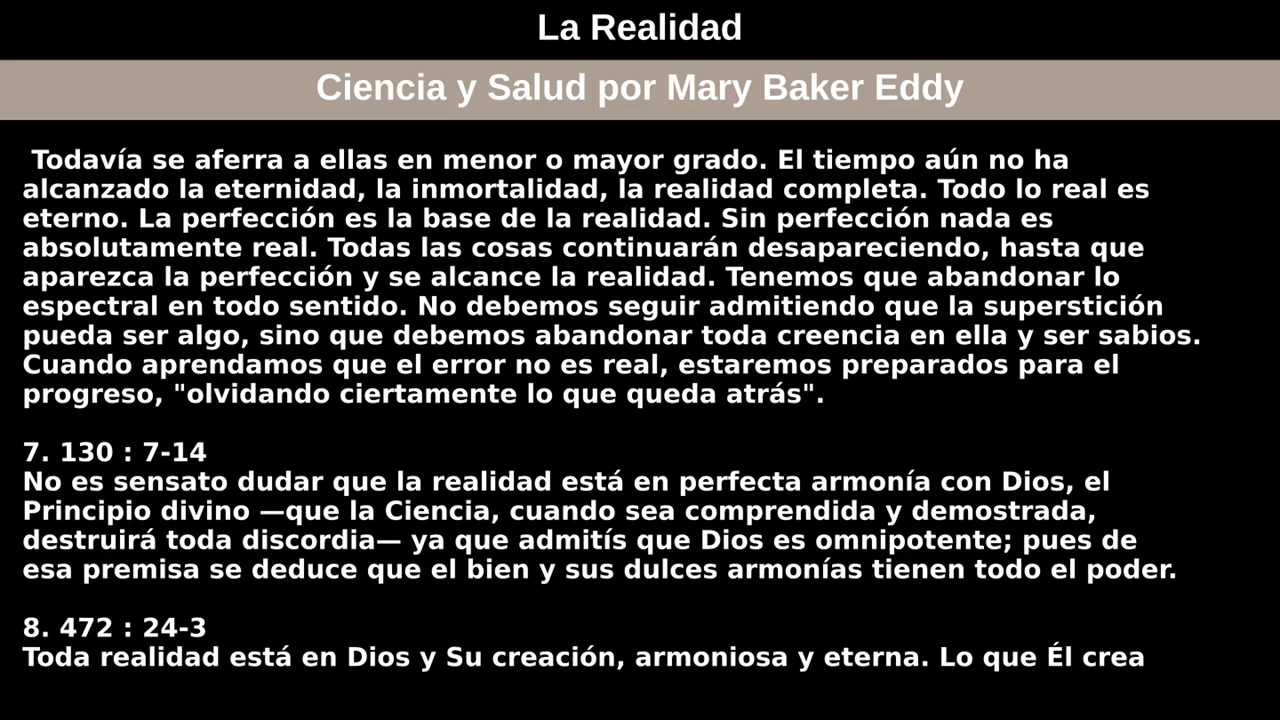 La Realidad
Ciencia y Salud por Mary Baker Eddy
Todavía se aferra a ellas en menor o mayor grado. El tiempo aún no ha
alcanzado la eternidad, la inmortalidad, la realidad completa. Todo lo real es
eterno. La perfección es la base de la realidad. Sin perfección nada es
absolutamente real. Todas las cosas continuarán desapareciendo, hasta que
aparezca la perfección y se alcance la realidad. Tenemos que abandonar lo
espectral en todo sentido. No debemos seguir admitiendo que la superstición
pueda ser algo, sino que debemos abandonar toda creencia en ella y ser sabios.
Cuando aprendamos que el error no es real, estaremos preparados para el
progreso, "olvidando ciertamente lo que queda atrás".
7. 130 : 7-14
No es sensato dudar que la realidad está en perfecta armonía con Dios, el
Principio divino —que la Ciencia, cuando sea comprendida y demostrada,
destruirá toda discordia— ya que admitís que Dios es omnipotente; pues de
esa premisa se deduce que el bien y sus dulces armonías tienen todo el poder.
8. 472 : 24-3
Toda realidad está en Dios y Su creación, armoniosa y eterna. Lo que Él crea